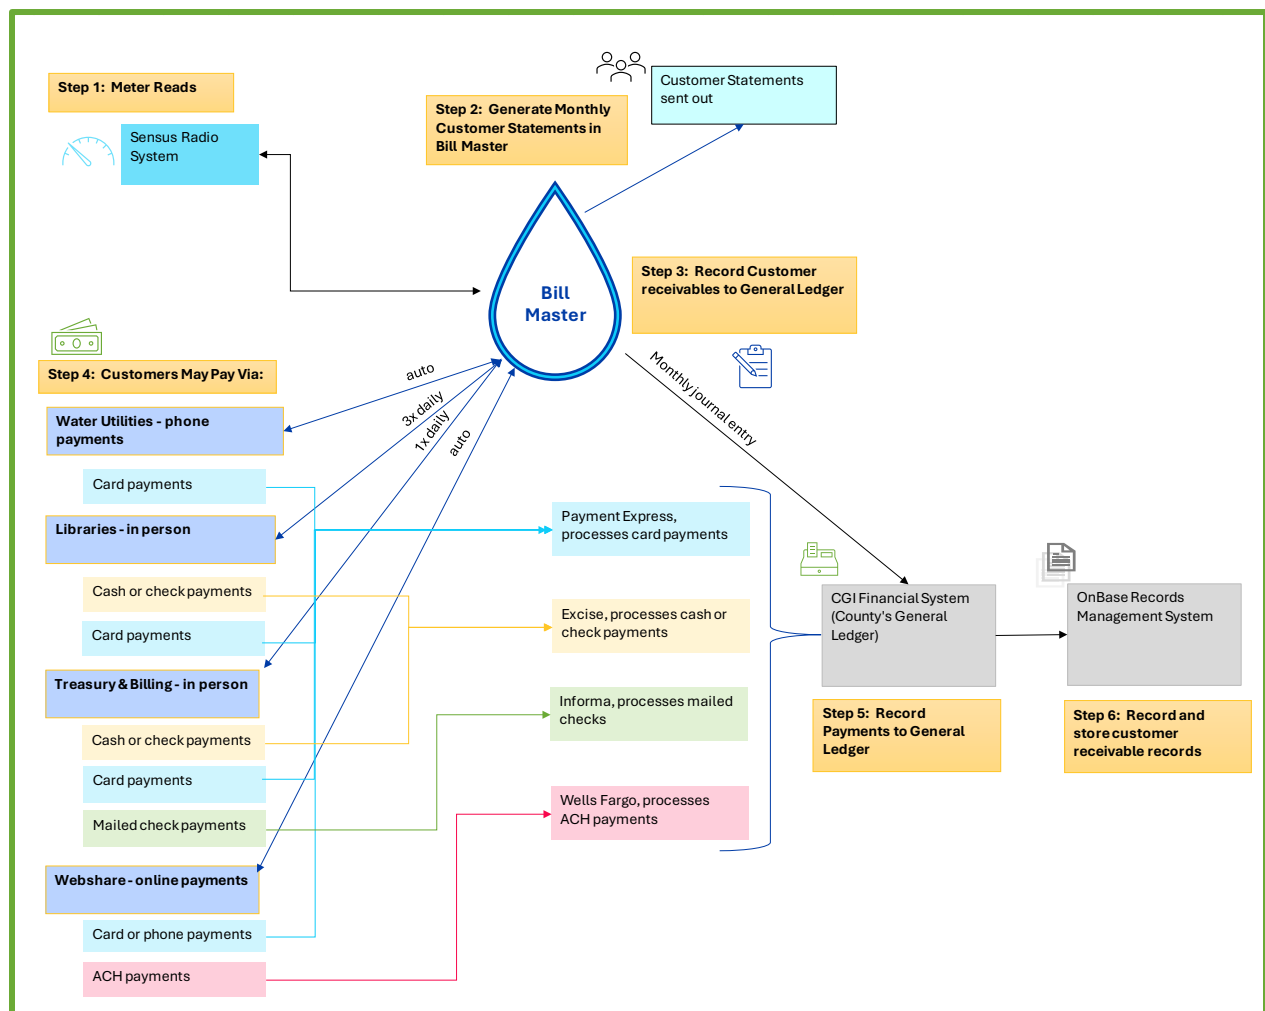 Step 1: Meter Reads
Sensus Radio
System
Step 2: Generate Monthly
Customer Statements in
Bill Master
Customer Statements
sent out
Bill
Master
Step 3: Record Customer
receivables to General Ledger
Monthly journal entry
Step 4: Customers May Pay Via:
auto
3x daily
1x daily
auto
Water Utilities - phone
payments
Card payments
Libraries - in person
Cash or check payments
Card payments
Treasury & Billing - in person
Cash or check payments
Card payments
Mailed check payments
Webshare - online payments
Card or phone payments
ACH payments
Payment Express,
processes card payments
Excise, processes cash or
check payments
Informa, processes mailed
checks
Wells Fargo, processes
ACH payments
CGI Financial System
(County's General
Ledger)
Step 5: Record
Payments to General
Ledger
OnBase Records
Management System
Step 6: Record and
store customer
receivable records